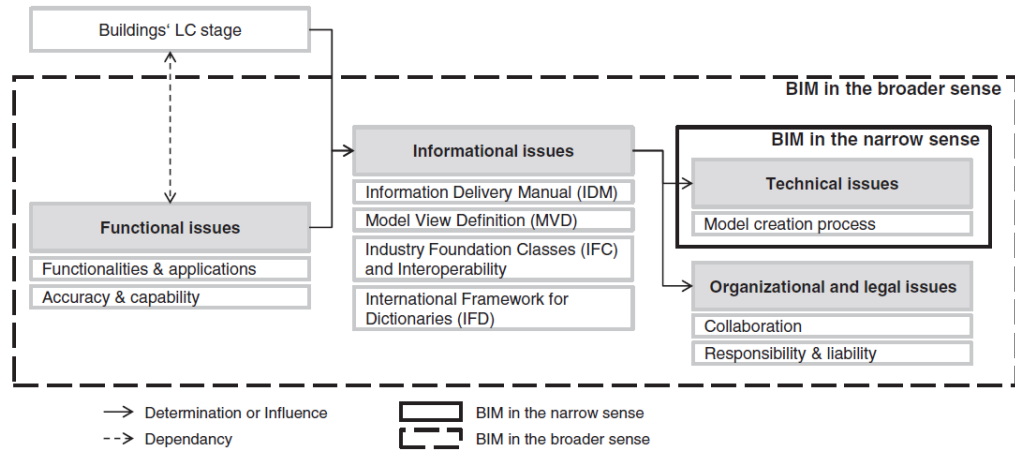 Buildings‘ LC stage
BIM in the broader sense
BIM in the narrow sense
Informational issues
Information Delivery Manual (IDM)
Model View Definition (MVD)
Industry Foundation Classes (IFC)
and Interoperability
International Framework for
Dictionaries (IFD)
Technical issues
Model creation process
Functional issues
Functionalities & applications
Accuracy & capability
Organizational and legal issues
Collaboration
Responsibility & liability
Determination or Influence
Dependancy
BIM in the narrow sense
BIM in the broader sense